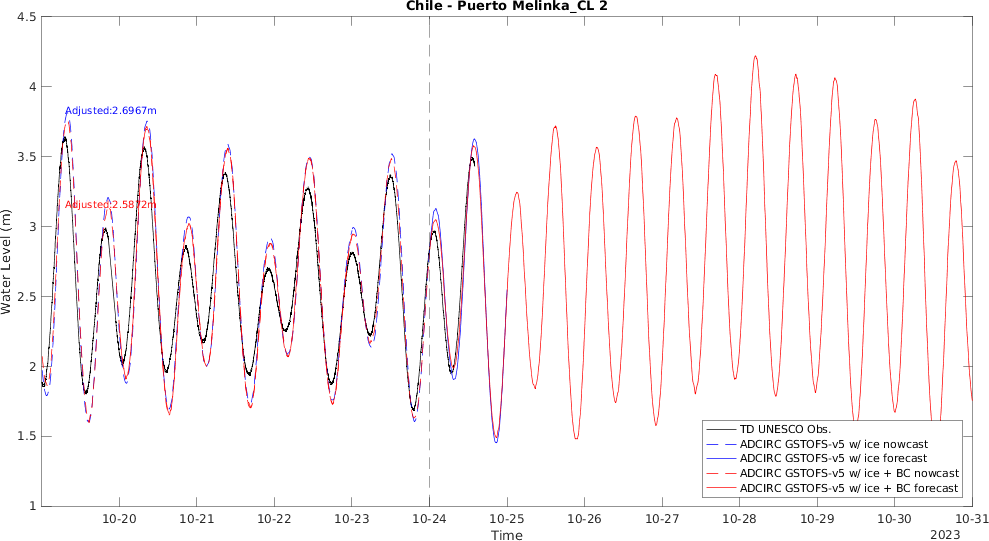 Chile - Puerto Melinka_CL 2
4.5
4
3.5
3
2.5
2
1.5
1
Water Level (m)
Adjusted:2.6967m
Adjusted:2.5872m
TD UNESCO Obs.
ADCIRC GSTOFS-v5 w/ ice nowcast
ADCIRC GSTOFS-v5 w/ ice forecast
ADCIRC GSTOFS-v5 w/ ice + BC nowcast
ADCIRC GSTOFS-v5 w/ ice + BC forecast
10-20 10-21 10-22 10-23 10-24 10-25 10-26 10-27 10-28 10-29 10-30 10-31
Time
2023